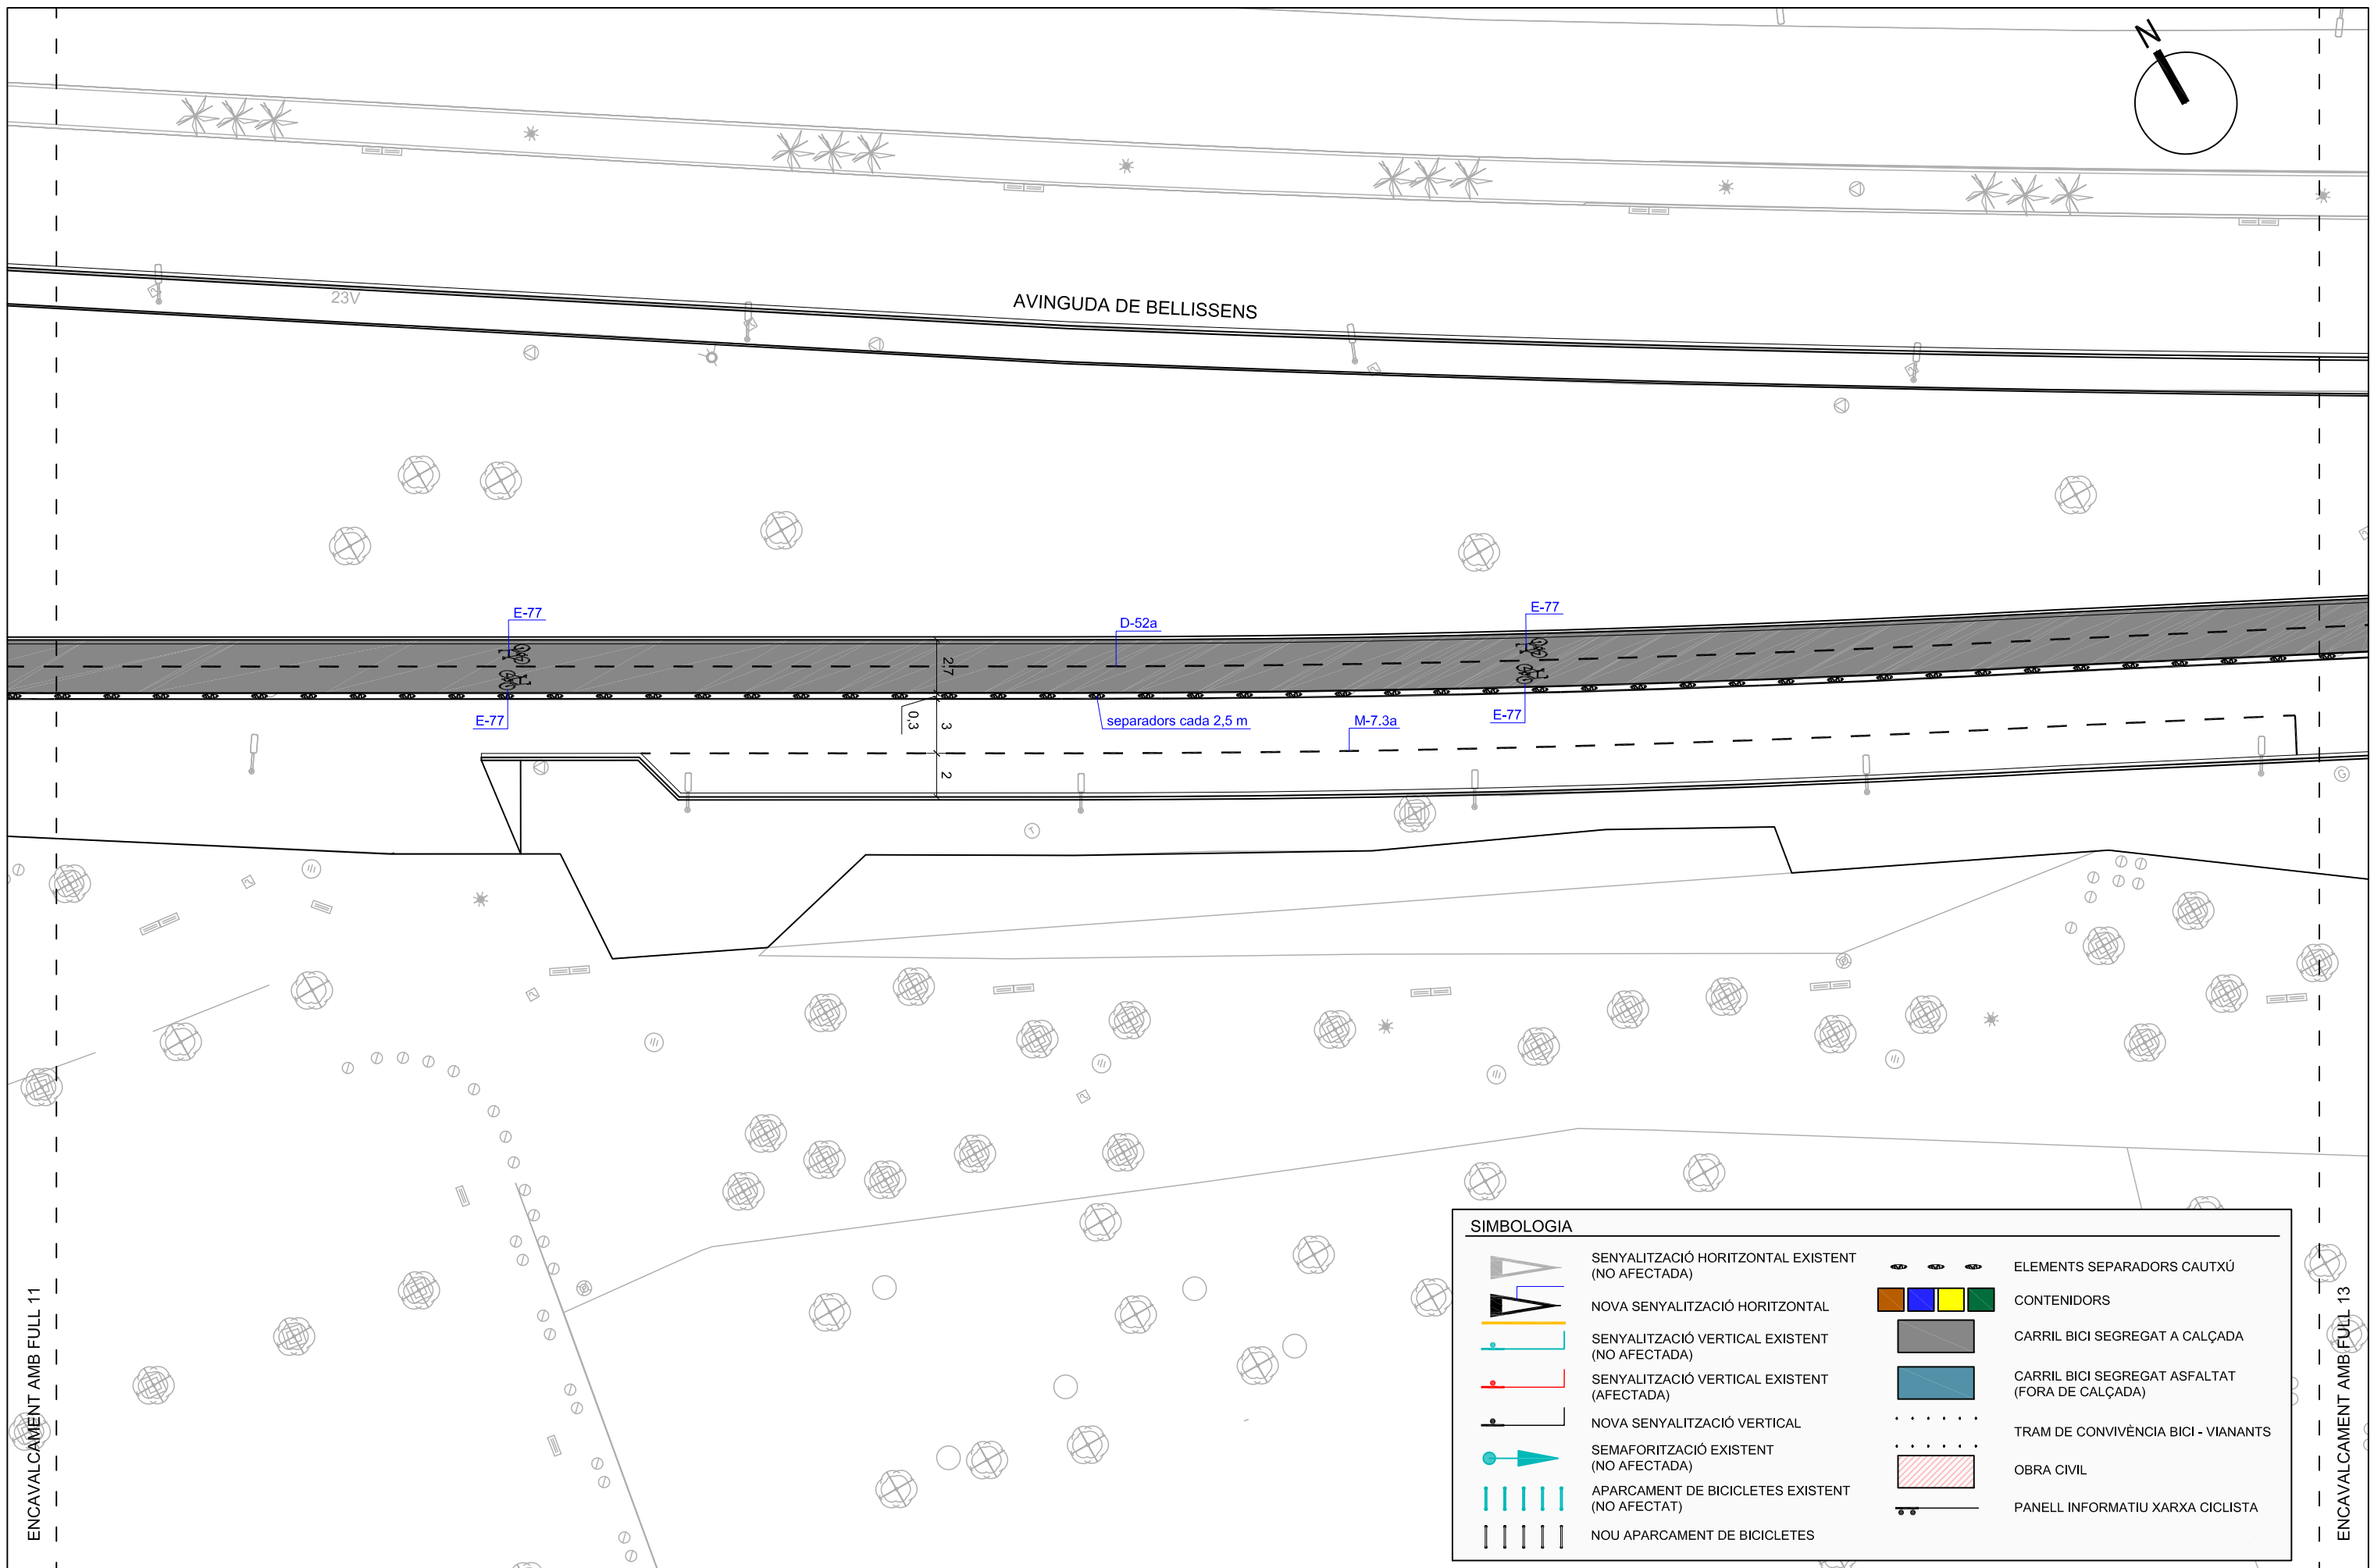 N
23V
AVINGUDA DE BELLISSENS
E-77
D-52a
E-77
2,7
E-77
0,3
3
separadors cada 2,5 m
M-7.3a
E-77
2
T
G
ENCAVALCAMENT AMB FULL 11
SIMBOLOGIA
SENYALITZACIÓ HORITZONTAL EXISTENT
(NO AFECTADA)
NOVA SENYALITZACIÓ HORITZONTAL
SENYALITZACIÓ VERTICAL EXISTENT
(NO AFECTADA)
SENYALITZACIÓ VERTICAL EXISTENT
(AFECTADA)
NOVA SENYALITZACIÓ VERTICAL
SEMAFORITZACIÓ EXISTENT
(NO AFECTADA)
APARCAMENT DE BICICLETES EXISTENT
(NO AFECTAT)
NOU APARCAMENT DE BICICLETES
ELEMENTS SEPARADORS CAUTXÚ
CONTENIDORS
CARRIL BICI SEGREGAT A CALÇADA
CARRIL BICI SEGREGAT ASFALTAT
(FORA DE CALÇADA)
TRAM DE CONVIVÈNCIA BICI - VIANANTS
OBRA CIVIL
PANELL INFORMATIU XARXA CICLISTA
ENCAVALCAMENT AMB FULL 13